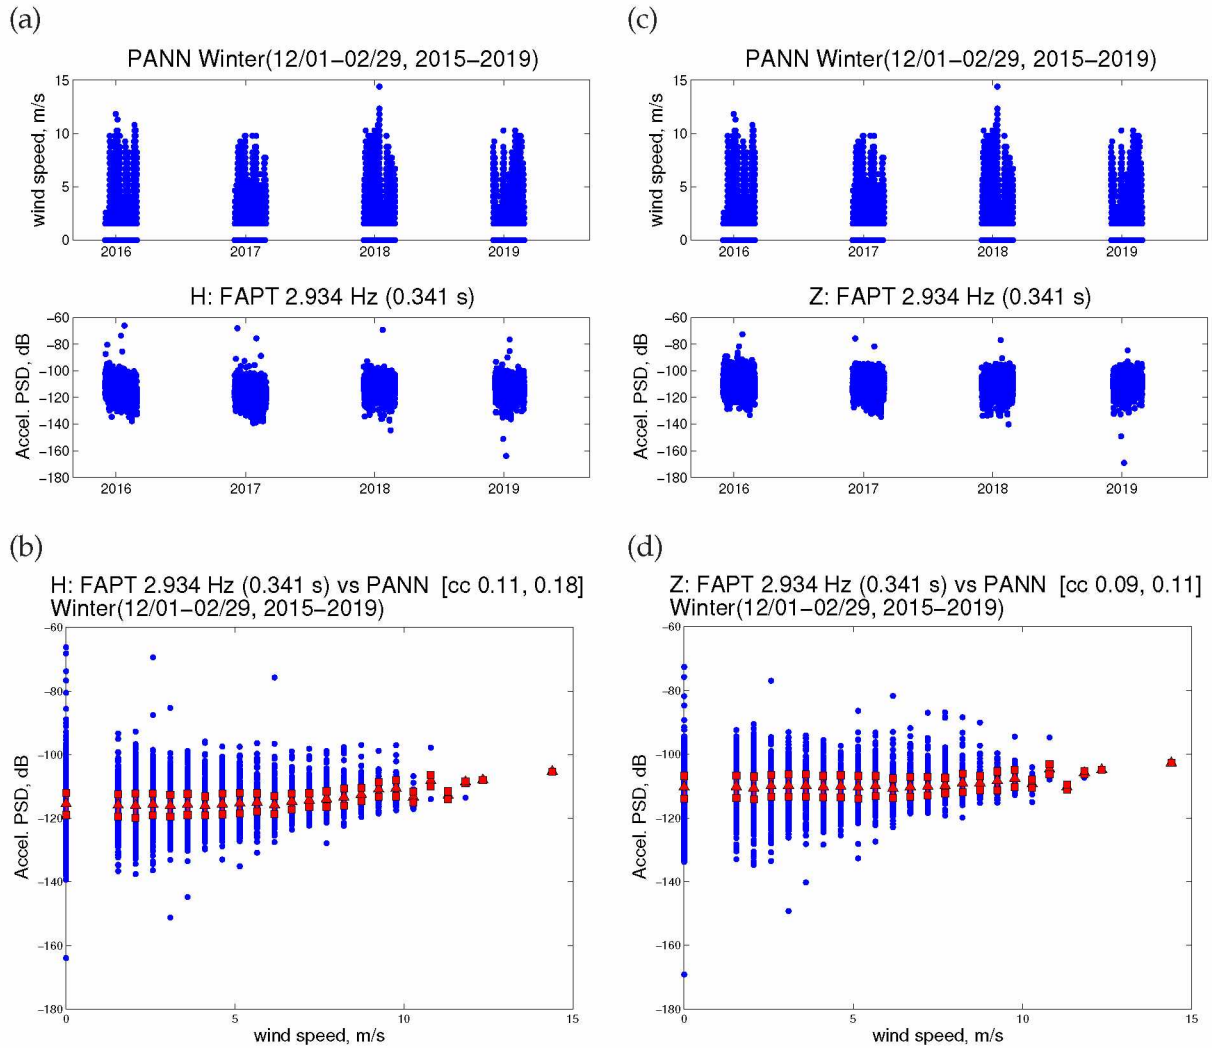 (a)
PANN Winter(12/01−02/29, 2015−2019)
wind speed, m/s
15
10
5
0
2016 2017 2018 2019
H: FAPT 2.934 Hz (0.341 s)
Accel. PSD, dB
−60
−80
−100
−120
−140
−160
−180
2016 2017 2018 2019
(b)
H: FAPT 2.934 Hz (0.341 s) vs PANN [cc 0.11, 0.18]
Winter(12/01−02/29, 2015−2019)
Accel. PSD, dB
−60
−80
−100
−120
−140
−160
−180
0 5 10 15
wind speed, m/s
(c)
PANN Winter(12/01−02/29, 2015−2019)
wind speed, m/s
15
10
5
0
2016 2017 2018 2019
Z: FAPT 2.934 Hz (0.341 s)
Accel. PSD, dB
−60
−80
−100
−120
−140
−160
−180
2016 2017 2018 2019
(d)
Z: FAPT 2.934 Hz (0.341 s) vs PANN [cc 0.09, 0.11]
Winter(12/01−02/29, 2015−2019)
Accel. PSD, dB
−60
−80
−100
−120
−140
−160
−180
0 5 10 15
wind speed, m/s